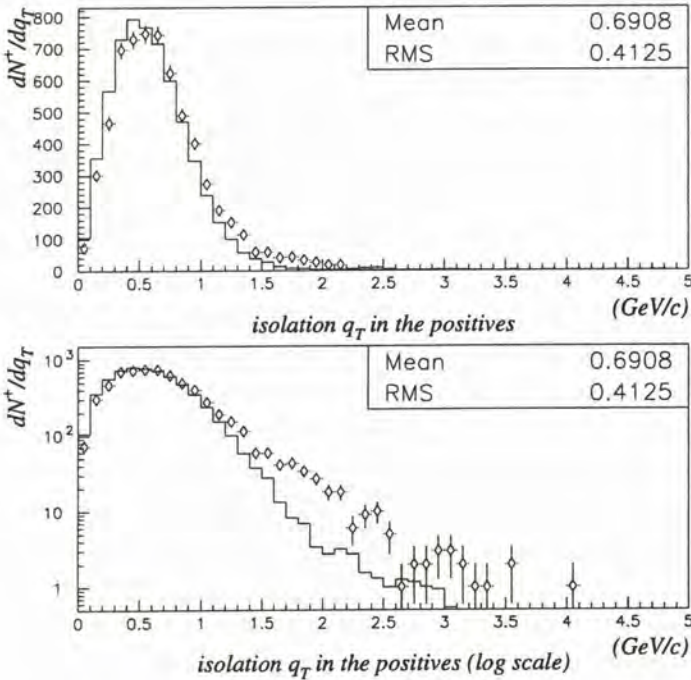 dN⁺/dq_T
800
700
600
500
400
300
200
100
0
Mean 0.6908
RMS 0.4125
0 0.5 1 1.5 2 2.5 3 3.5 4 4.5 5
(GeV/c)
isolation q_T in the positives
dN⁺/dq_T
10³
10²
10
1
Mean 0.6908
RMS 0.4125
0 0.5 1 1.5 2 2.5 3 3.5 4 4.5 5
(GeV/c)
isolation q_T in the positives (log scale)